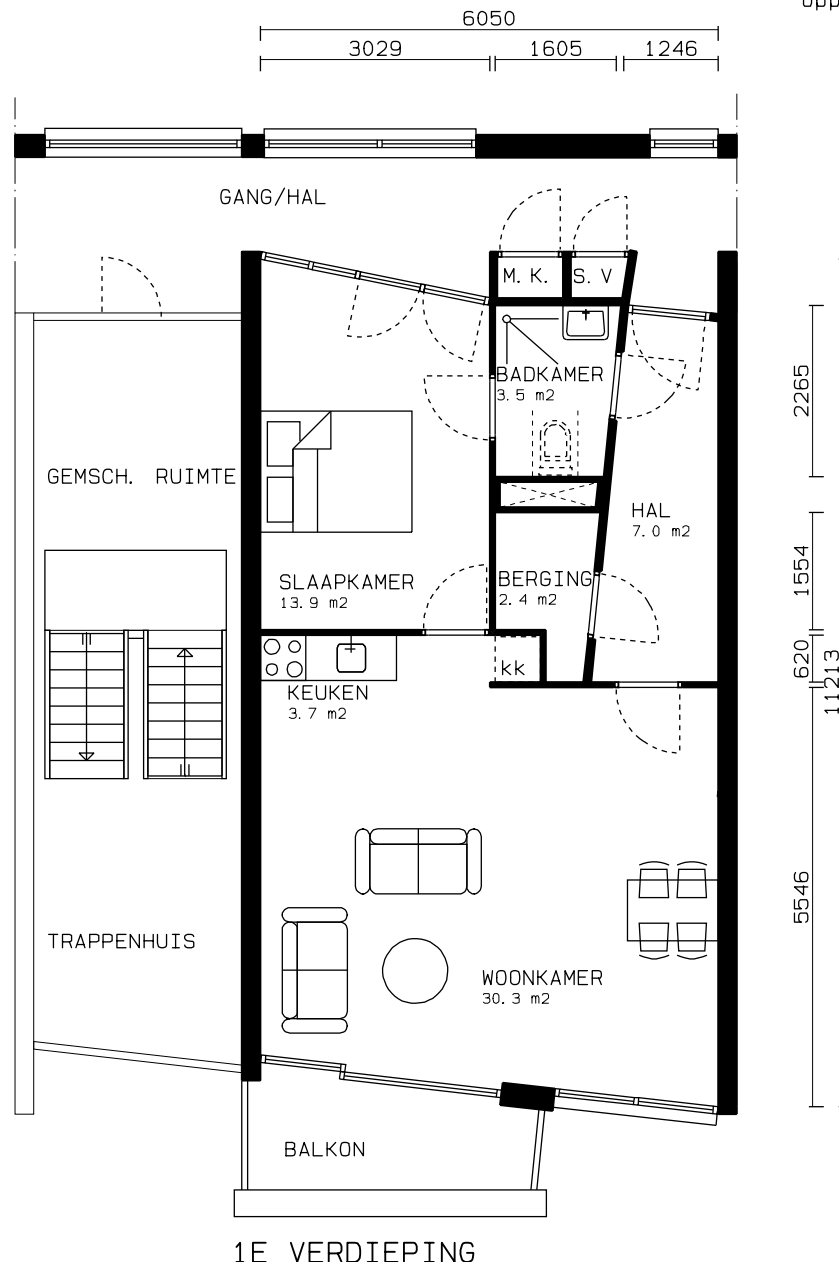 opp
6050
3029 1605 1246
GANG/HAL
M. K. S. V
BADKAMER
3.5 m2
2265
GEMSCH. RUIMTE
HAL
7.0 m2
SLAAPKAMER
13.9 m2
BERGING
2.4 m2
1554
620
11213
kk
KEUKEN
3.7 m2
5546
TRAPPENHUIS
WOONKAMER
30.3 m2
BALKON
1E VERDIEPING